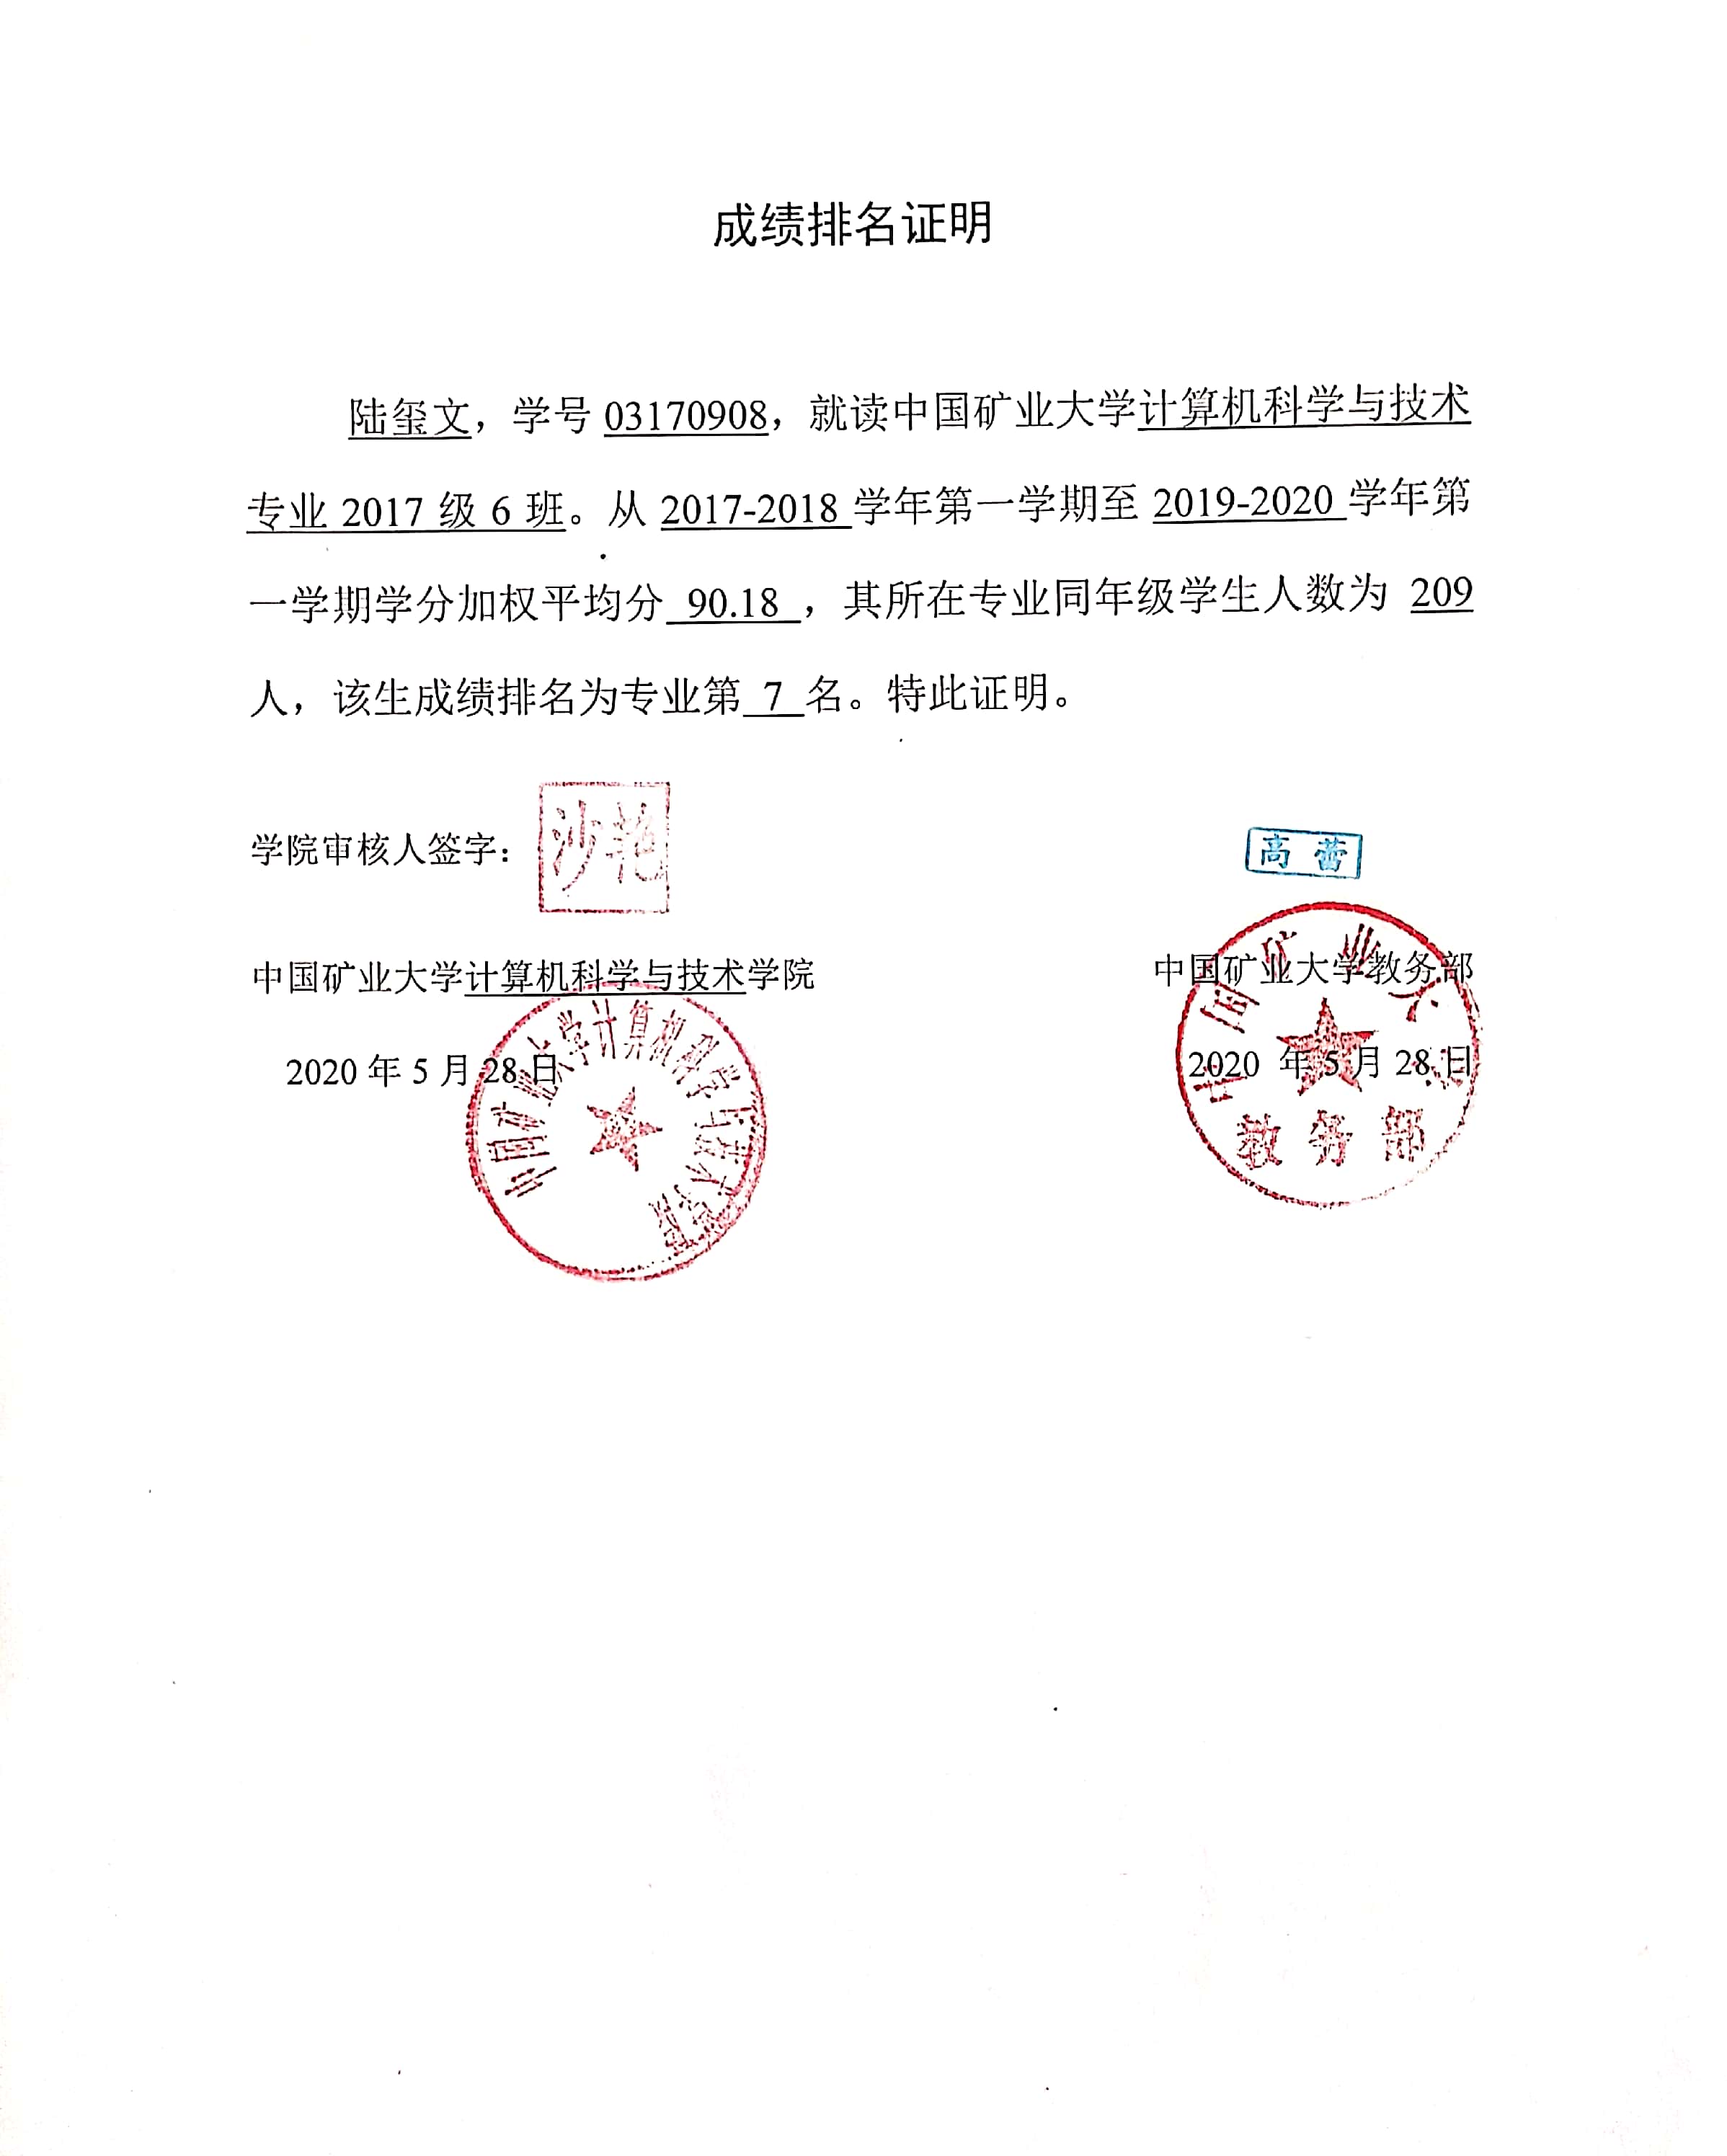 成绩排名证明
陆玺文，学号 03170908，就读中国矿业大学计算机科学与技术
专业 2017 级 6 班。从 2017-2018 学年第一学期至 2019-2020 学年第
一学期学分加权平均分 90.18 ，其所在专业同年级学生人数为 209
人，该生成绩排名为专业第 7 名。特此证明。
学院审核人签字：
沙艳
高蕾
中国矿业大学计算机科学与技术学院
中国矿业大学教务部
2020 年 5 月 28 日
2020 年 5 月 28 日
中国矿业大学计算机科学与技术学院
中国矿业大学
教务部